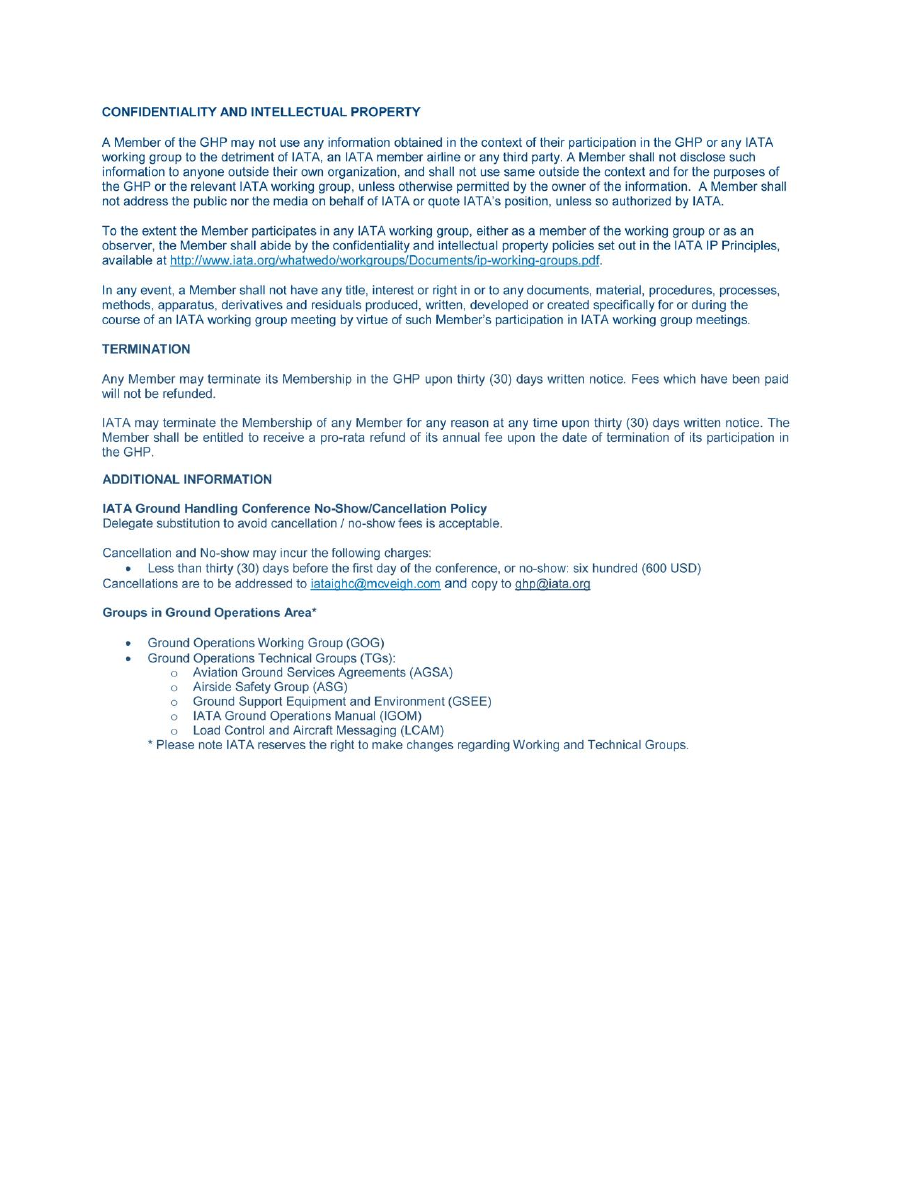 CONFIDENTIALITY AND INTELLECTUAL PROPERTY
A Member of the GHP may not use any information obtained in the context of their participation in the GHP or any IATA
working group to the detriment of IATA, an IATA member airline or any third party. A Member shall not disclose such
information to anyone outside their own organization, and shall not use same outside the context and for the purposes of
the GHP or the relevant IATA working group, unless otherwise permitted by the owner of the information. A Member shall
not address the public nor the media on behalf of IATA or quote IATA's position, unless so authorized by IATA.
To the extent the Member participates in any IATA working group, either as a member of the working group or as an
observer, the Member shall abide by the confidentiality and intellectual property policies set out in the IATA IP Principles,
available at http://www.iata.org/whatwedo/workgroups/Documents/ip-working-groups.pdf.
In any event, a Member shall not have any title, interest or right in or to any documents, material, procedures, processes,
methods, apparatus, derivatives and residuals produced, written, developed or created specifically for or during the
course of an IATA working group meeting by virtue of such Member's participation in IATA working group meetings.
TERMINATION
Any Member may terminate its Membership in the GHP upon thirty (30) days written notice. Fees which have been paid
will not be refunded.
IATA may terminate the Membership of any Member for any reason at any time upon thirty (30) days written notice. The
Member shall be entitled to receive a pro-rata refund of its annual fee upon the date of termination of its participation in
the GHP.
ADDITIONAL INFORMATION
IATA Ground Handling Conference No-Show/Cancellation Policy
Delegate substitution to avoid cancellation / no-show fees is acceptable.
Cancellation and No-show may incur the following charges:
• Less than thirty (30) days before the first day of the conference, or no-show: six hundred (600 USD)
Cancellations are to be addressed to iataighc@mcveigh.com and copy to ghp@iata.org
Groups in Ground Operations Area*
• Ground Operations Working Group (GOG)
• Ground Operations Technical Groups (TGs):
o Aviation Ground Services Agreements (AGSA)
o Airside Safety Group (ASG)
o Ground Support Equipment and Environment (GSEE)
o IATA Ground Operations Manual (IGOM)
o Load Control and Aircraft Messaging (LCAM)
* Please note IATA reserves the right to make changes regarding Working and Technical Groups.